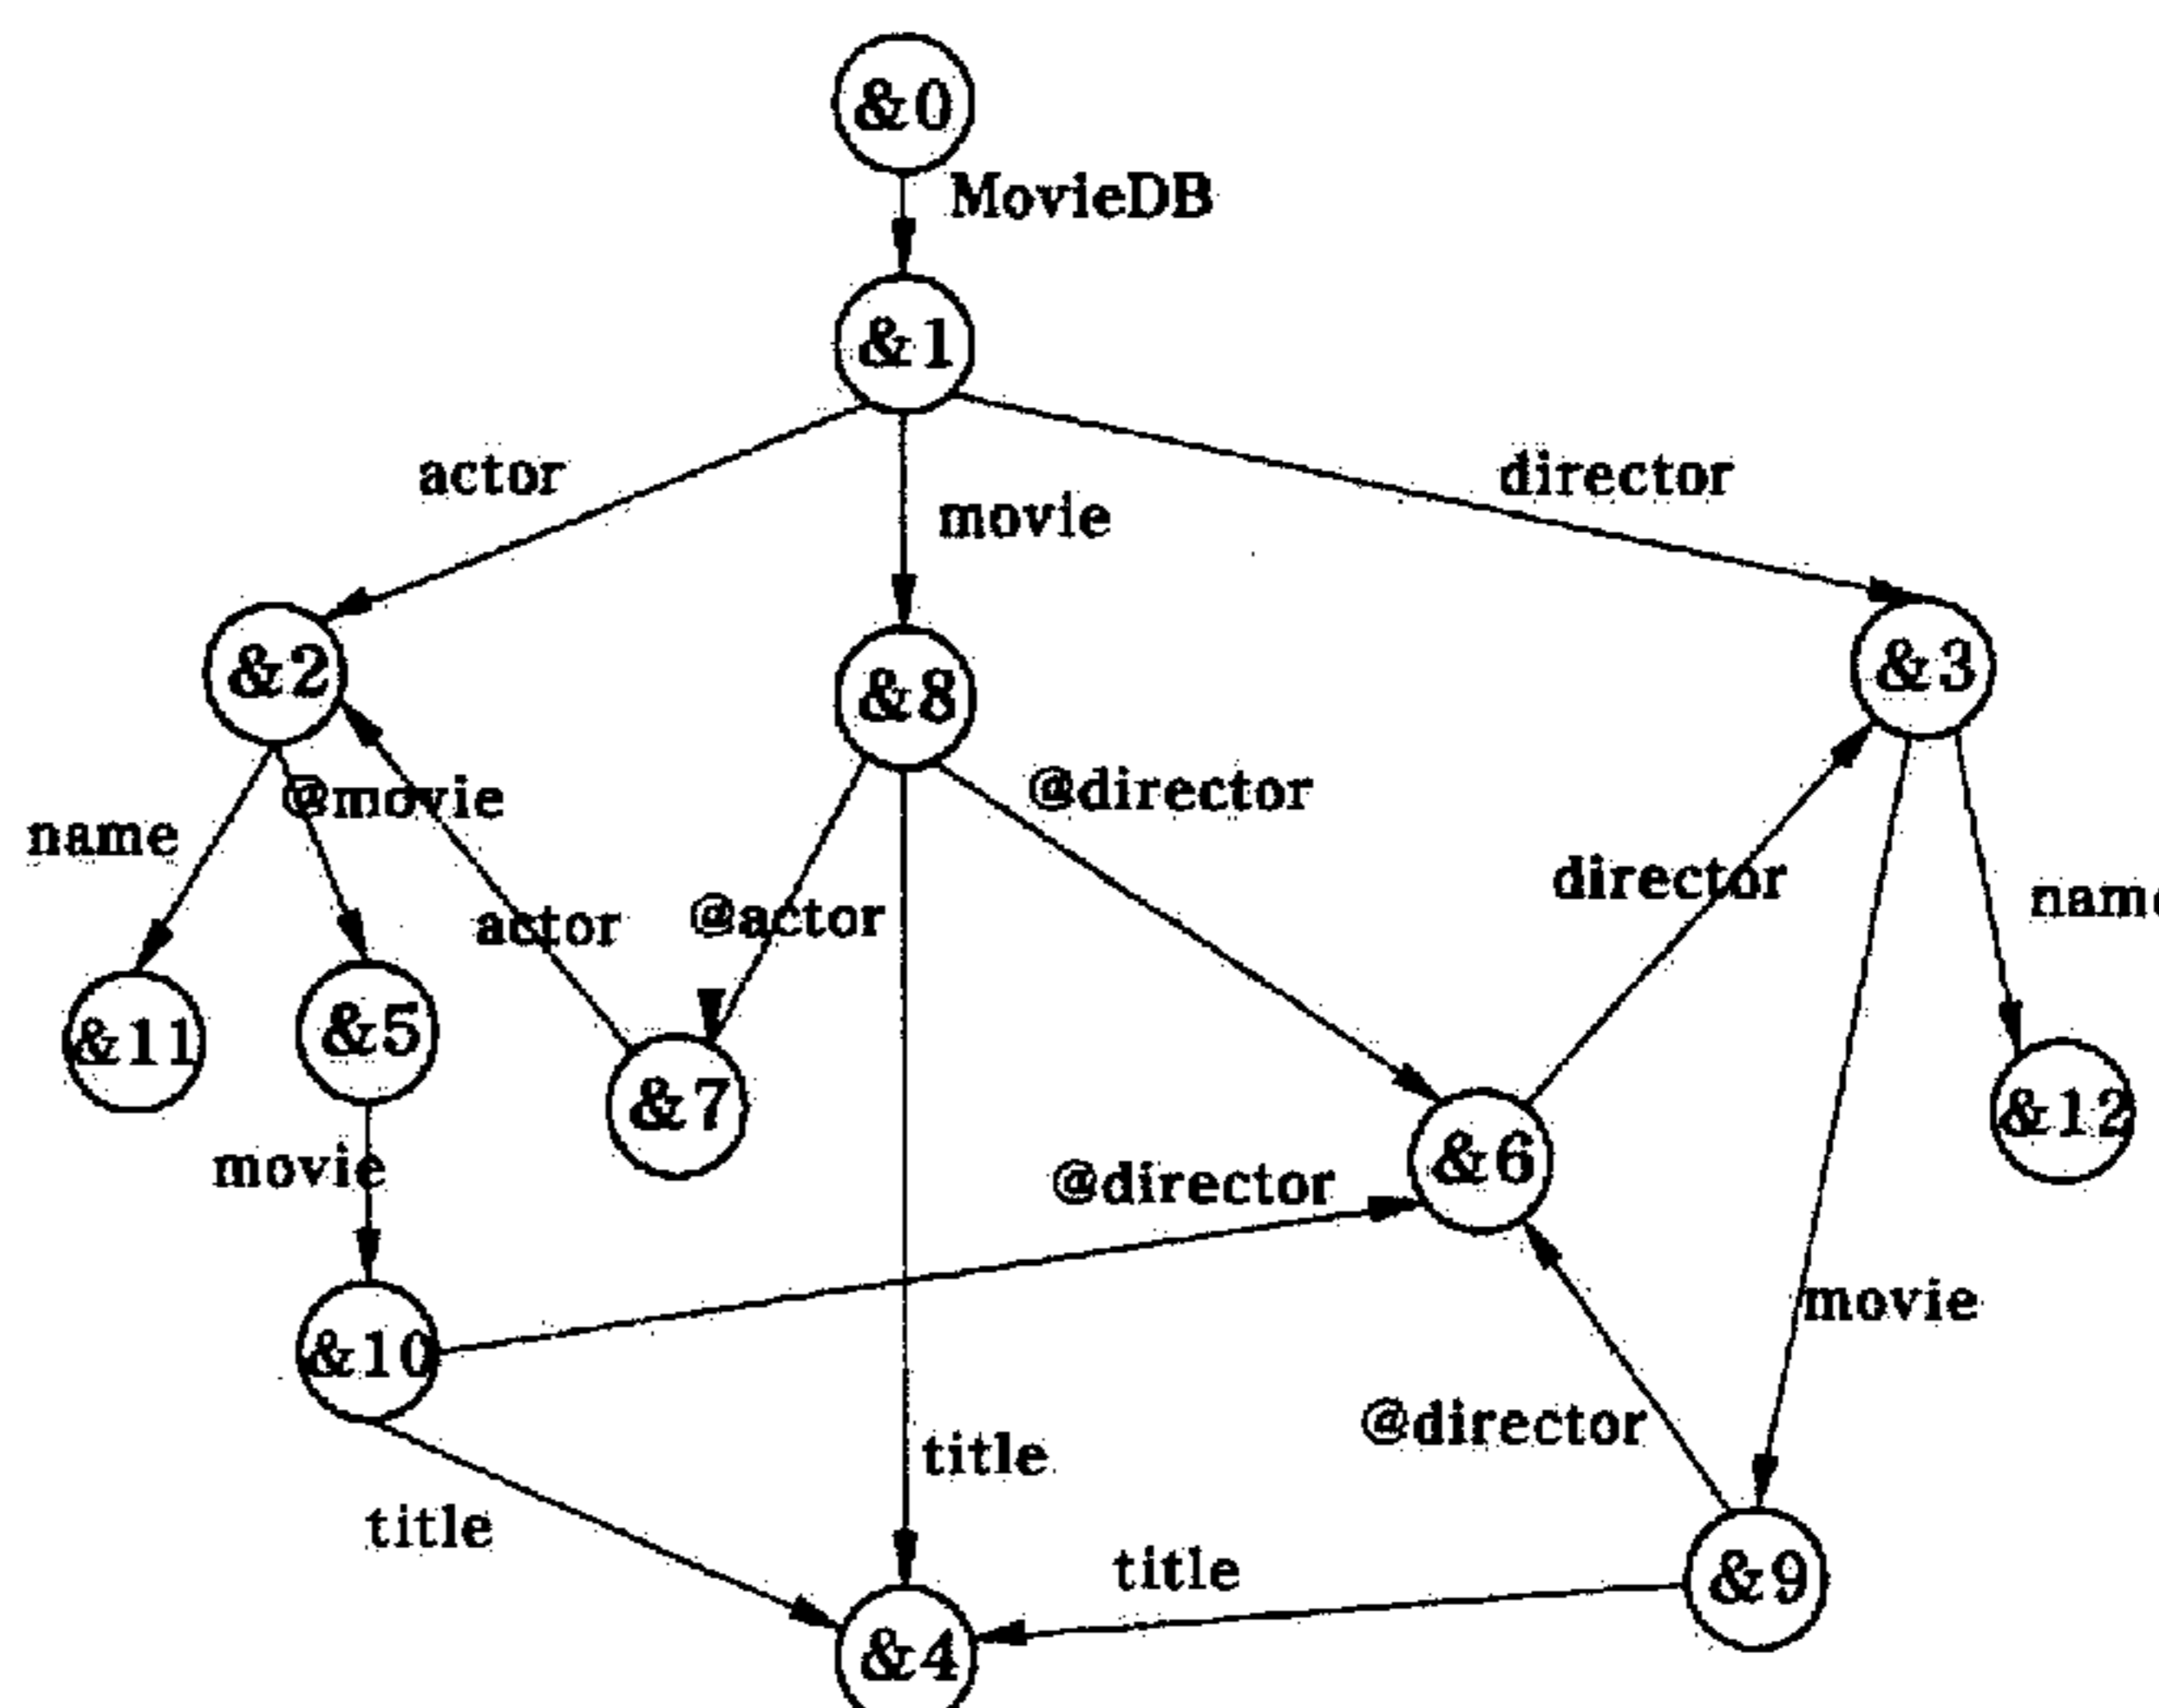 &0
MovieDB
&1
actor
movie
director
&2
&8
&3
@movie
@director
name
director
name
actor
@actor
&11
&5
&7
&12
&6
movie
@director
movie
&10
@director
title
title
title
&9
&4